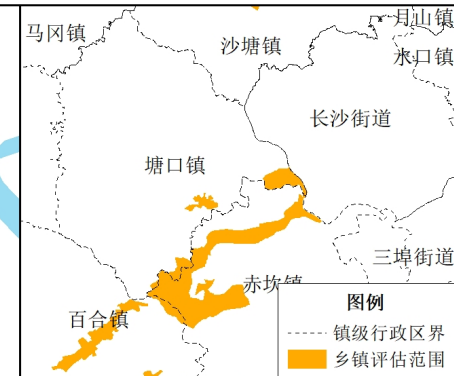 月山镇
马冈镇
沙塘镇
水口镇
长沙街道
塘口镇
三埠街道
赤坎镇
百合镇
图例
镇级行政区界
乡镇评估范围